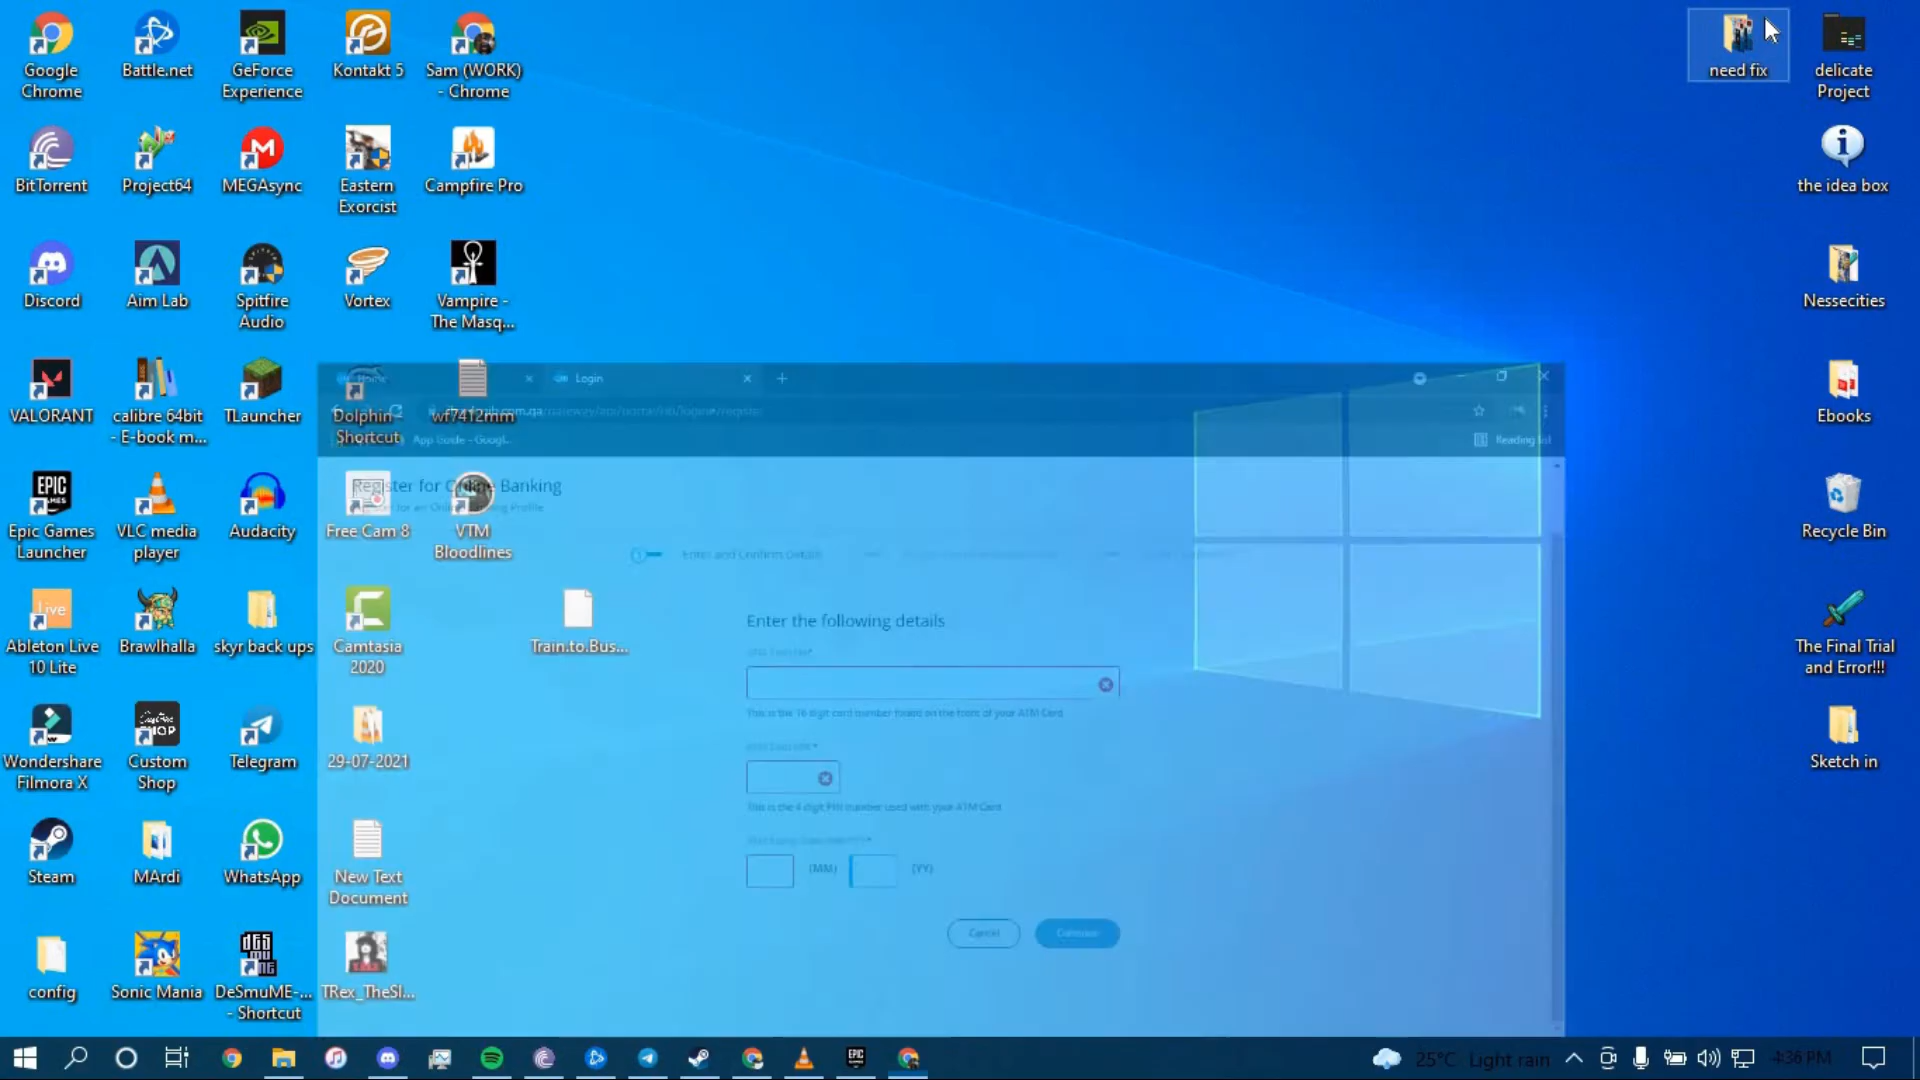 Google
Chrome
Battle.net
GeForce
Experience
Kontakt 5
Sam (WORK)
- Chrome
need fix
delicate
Project
BitTorrent
Project64
MEGAsync
Eastern
Exorcist
Campfire Pro
the idea box
Discord
Aim Lab
Spitfire
Audio
Vortex
Vampire -
The Masq...
Nessecities
VALORANT
calibre 64bit
- E-book m...
TLauncher
Dolphin -
Shortcut
wf7412mm
Ebooks
Home
Login
App Guide - Googl...
Reading list
Register for Online Banking
Epic Games
Launcher
VLC media
player
Audacity
Free Cam 8
VTM
Bloodlines
Recycle Bin
Enter and Confirm Details
Enter the following details
Ableton Live
10 Lite
Brawlhalla
skyr back ups
Camtasia
2020
Train.to.Bus...
The Final Trial
and Error!!!
This is the 16 digit card number found on the front of your ATM Card
Wondershare
Filmora X
Custom
Shop
Telegram
29-07-2021
Sketch in
This is the 4 digit PIN number used with your ATM Card
(MM)
(YY)
Steam
MArdi
WhatsApp
New Text
Document
Cancel
Continue
config
Sonic Mania
DeSmuME-...
- Shortcut
TRex_TheSl...
25°C Light rain
4:36 PM